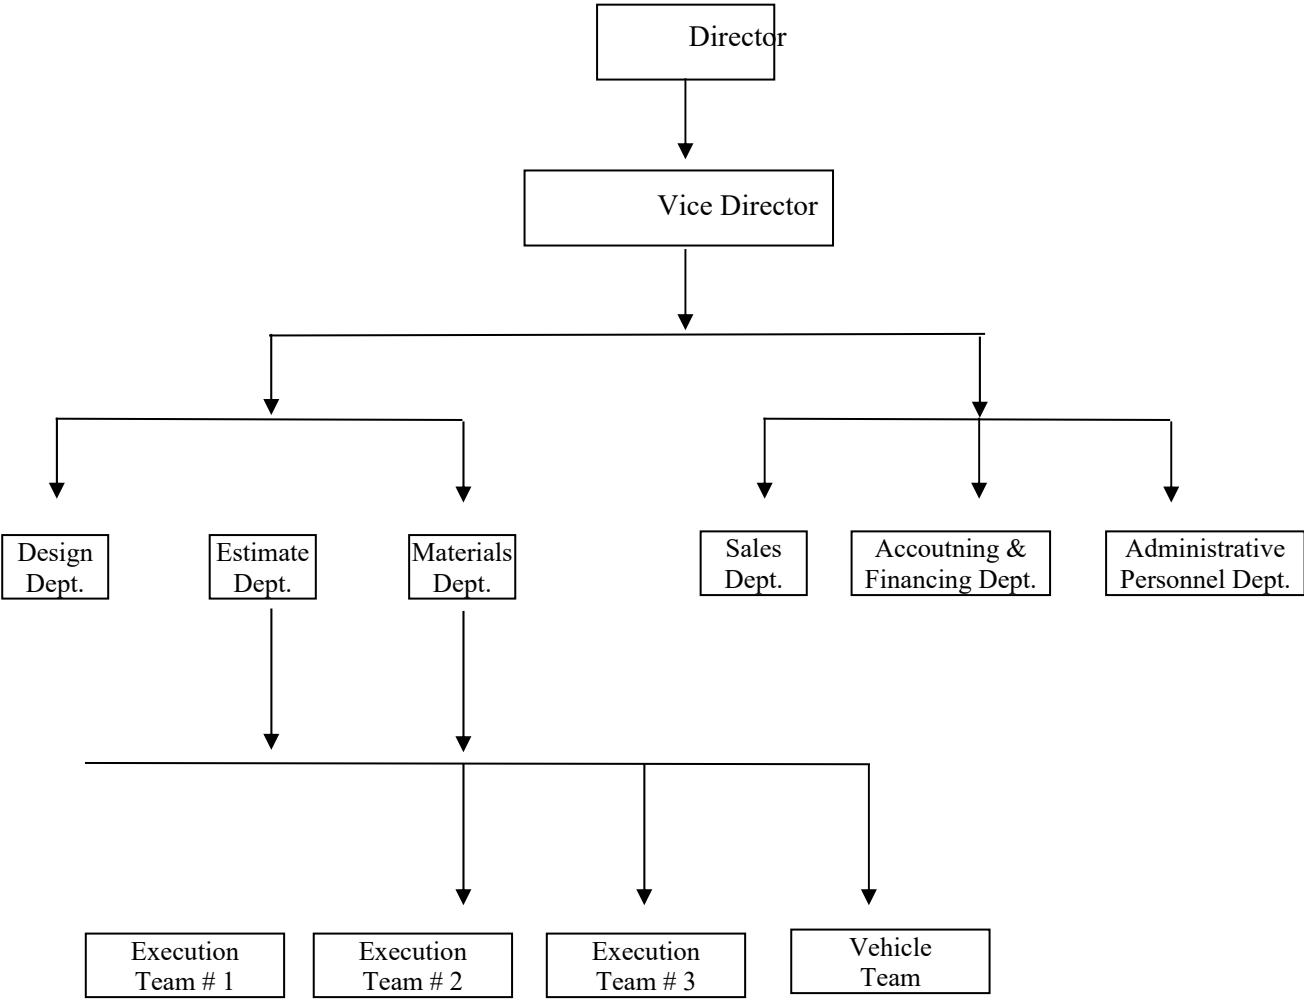 Director
Vice Director
Design
Dept.
Estimate
Dept.
Materials
Dept.
Sales
Dept.
Accoutning &
Financing Dept.
Administrative
Personnel Dept.
Execution
Team # 1
Execution
Team # 2
Execution
Team # 3
Vehicle
Team